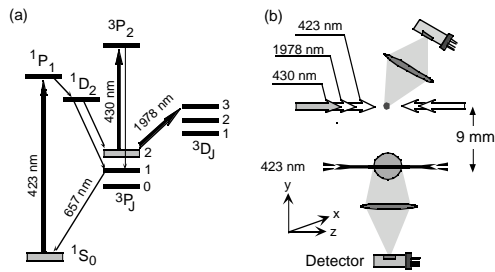 (a)
³P₂
¹P₁
¹D₂
423 nm
430 nm
1978 nm
3
2
1
³D_J
2
1
0
³P_J
657 nm
¹S₀
(b)
423 nm
1978 nm
430 nm
9 mm
423 nm
y
x
z
Detector